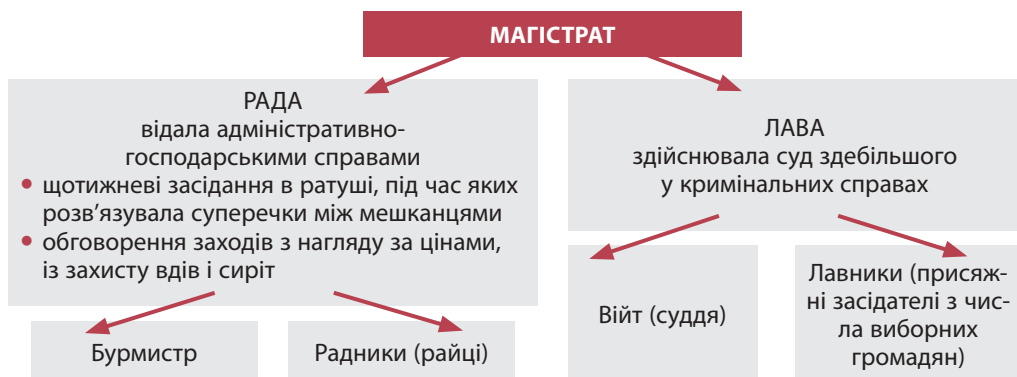 МАГІСТРАТ
РАДА
відала адміністративно-
господарськими справами
• щотижневі засідання в ратуші, під час яких
розв'язувала суперечки між мешканцями
• обговорення заходів з нагляду за цінами,
із захисту вдів і сиріт
Бурмистр
Радники (райці)
ЛАВА
здійснювала суд здебільшого
у кримінальних справах
Війт (суддя)
Лавники (присяж-
ні засідателі з чис-
ла виборних
громадян)